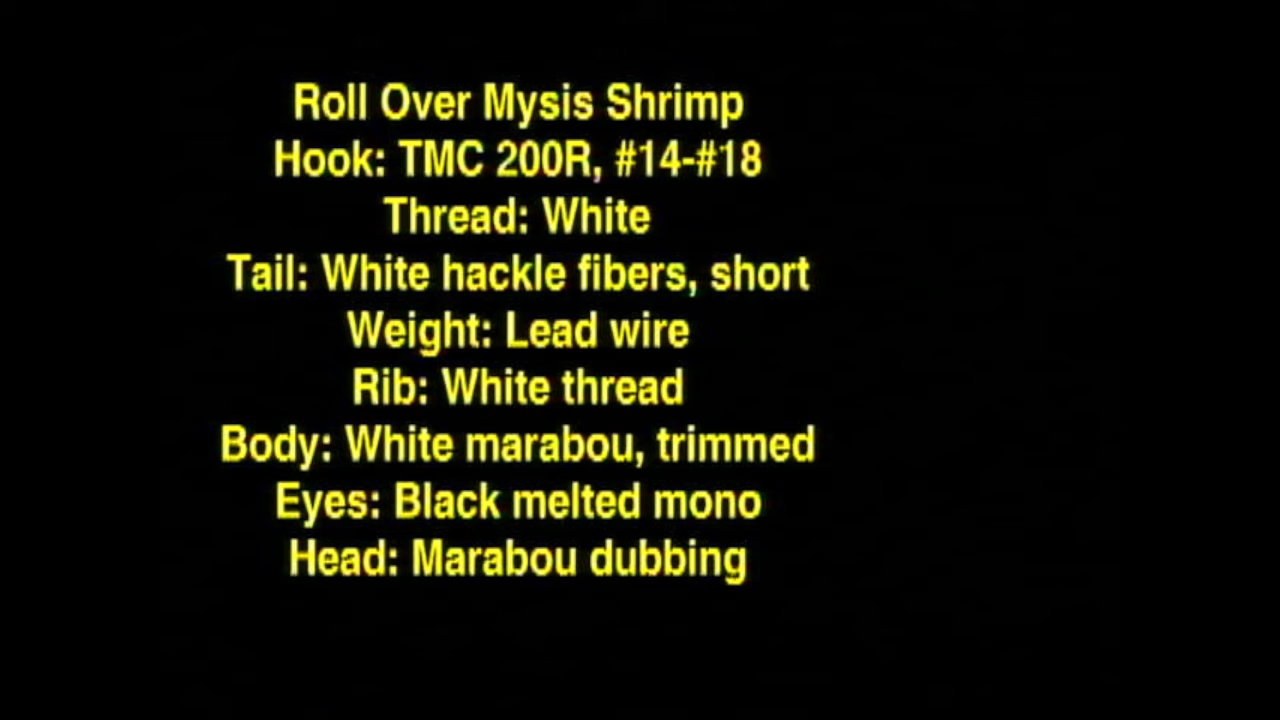 Roll Over Mysis Shrimp
Hook: TMC 200R, #14-#18
Thread: White
Tail: White hackle fibers, short
Weight: Lead wire
Rib: White thread
Body: White marabou, trimmed
Eyes: Black melted mono
Head: Marabou dubbing